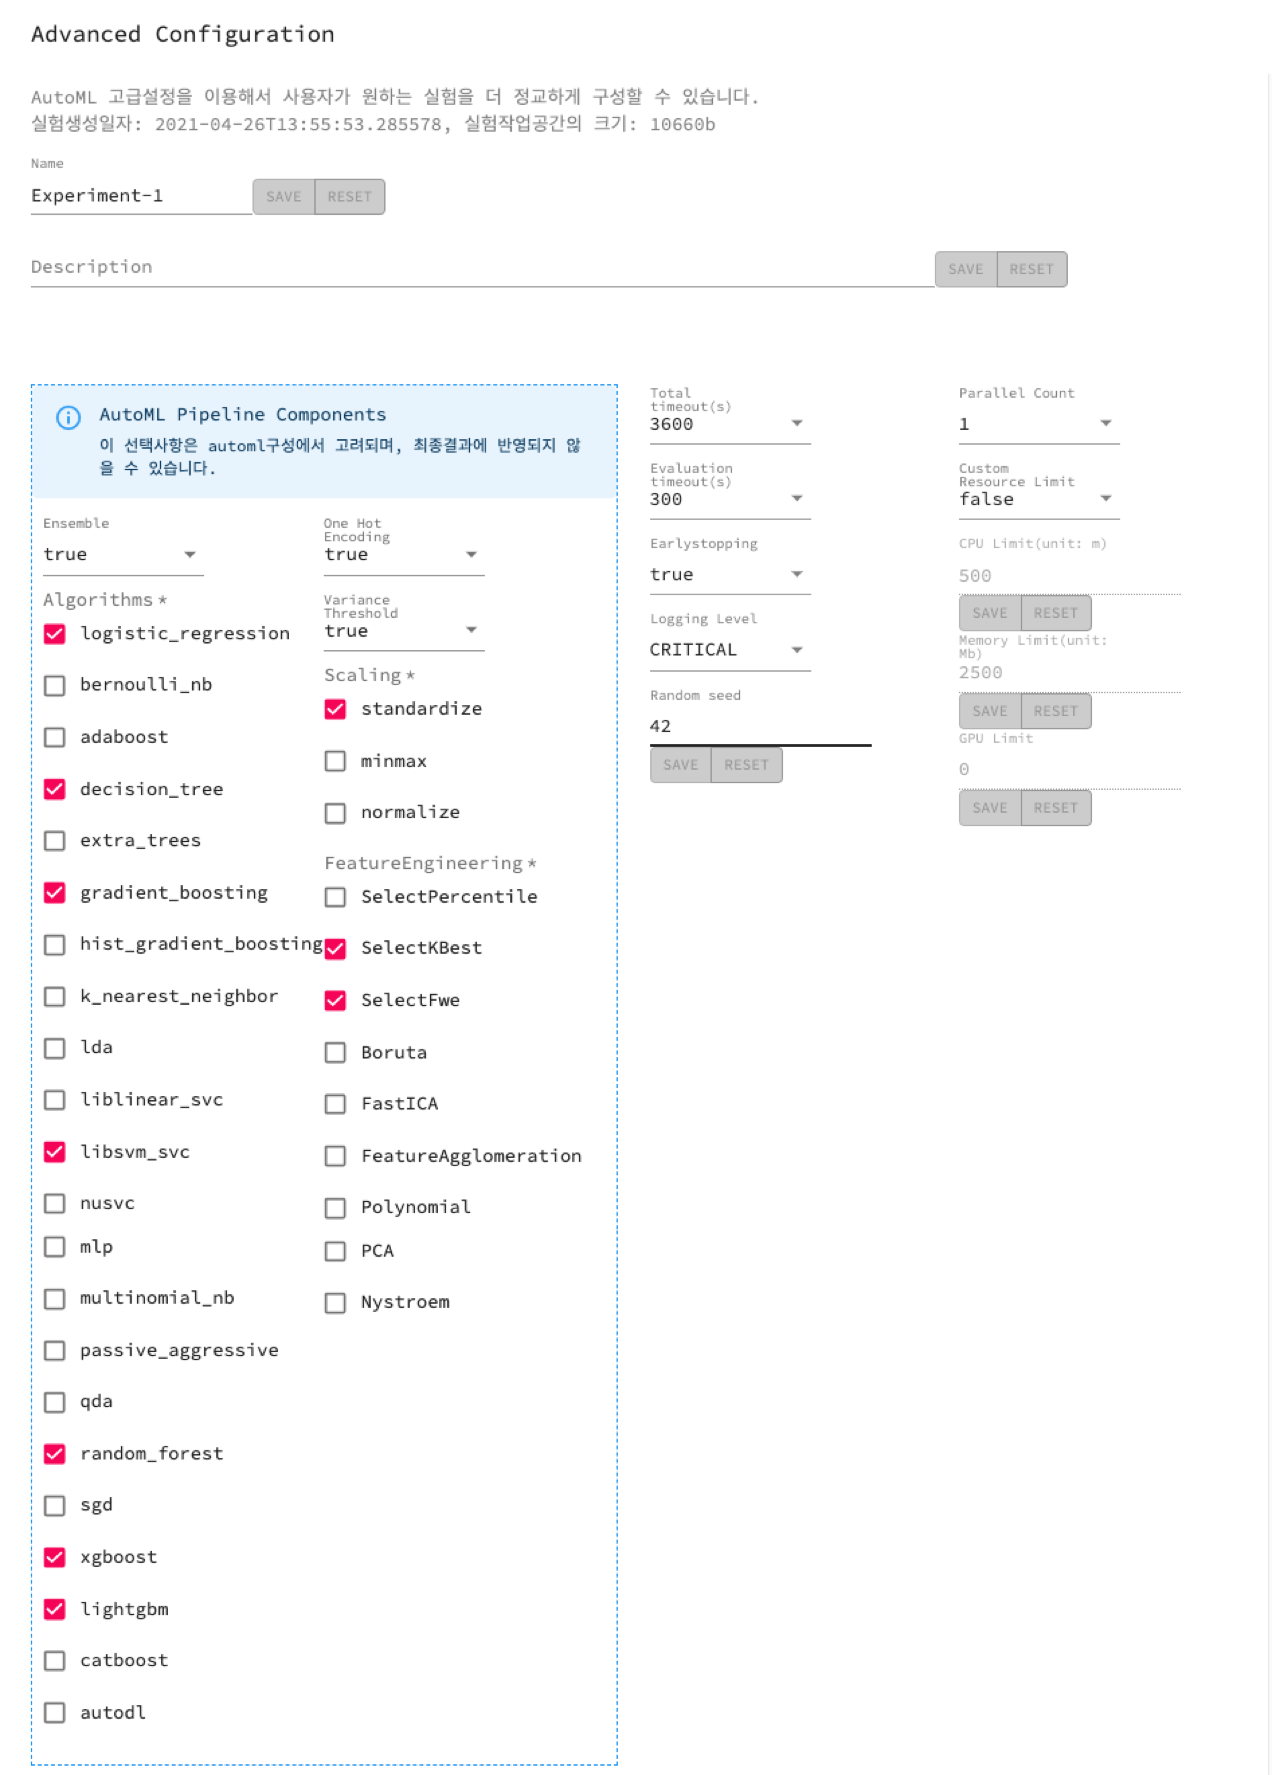 Advanced Configuration
AutoML 고급설정을 이용해서 사용자가 원하는 실험을 더 정교하게 구성할 수 있습니다.
실험생성일자: 2021-04-26T13:55:53.285578, 실험작업공간의 크기: 10660b
Name
Experiment-1
SAVE RESET
Description
SAVE RESET
AutoML Pipeline Components
이 선택사항은 automl구성에서 고려되며, 최종결과에 반영되지 않
을 수 있습니다.
Ensemble
true
Algorithms *
logistic_regression
bernoulli_nb
adaboost
decision_tree
extra_trees
gradient_boosting
hist_gradient_boosting
k_nearest_neighbor
lda
liblinear_svc
libsvm_svc
nusvc
mlp
multinomial_nb
passive_aggressive
qda
random_forest
sgd
xgboost
lightgbm
catboost
autodl
One Hot
Encoding
true
Variance
Threshold
true
Scaling *
standardize
minmax
normalize
FeatureEngineering *
SelectPercentile
SelectKBest
SelectFwe
Boruta
FastICA
FeatureAgglomeration
Polynomial
PCA
Nystroem
Total
timeout(s)
3600
Evaluation
timeout(s)
300
Earlystopping
true
Logging Level
CRITICAL
Random seed
42
SAVE RESET
Parallel Count
1
Custom
Resource Limit
false
CPU Limit(unit: m)
500
SAVE RESET
Memory Limit(unit:
Mb)
2500
SAVE RESET
GPU Limit
0
SAVE RESET